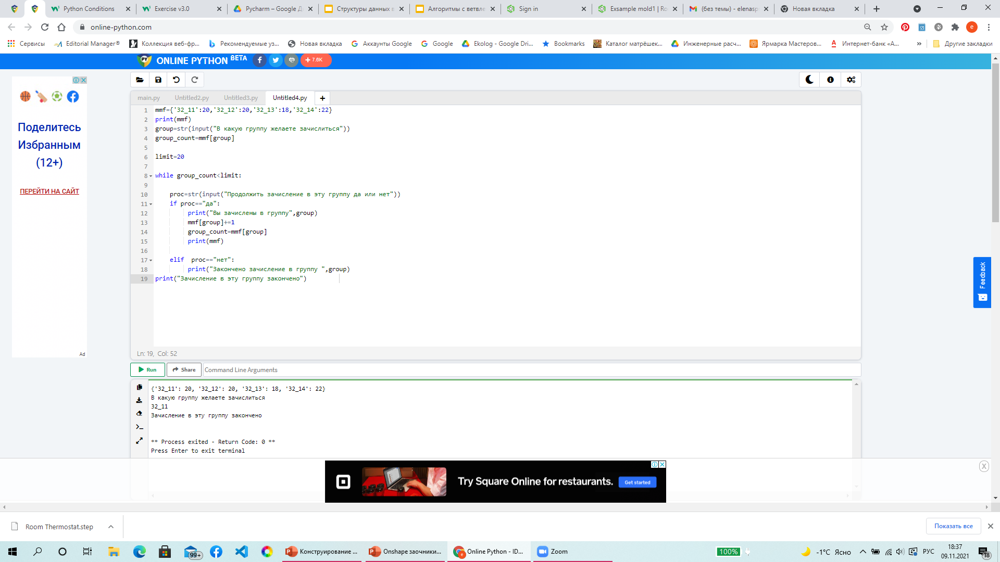 Python Conditions
Exercise v3.0
Pycharm – Google Д
Структуры данных в
Алгоритмы с ветвле
Sign in
Exsample mold1 | Ro
(без темы) - elenasp
Новая вкладка
online-python.com
Сервисы
Editorial Manager®
Коллекция веб-фр...
Рекомендуемые уз...
Новая вкладка
Аккаунты Google
Google
Ekolog - Google Dri...
Bookmarks
Каталог матрёшек...
Инженерные расч...
Ярмарка Мастеров...
Интернет-банк «А...
»
Другие закладки
ONLINE PYTHON BETA
7.6K
Поделитесь
Избранным
(12+)
ПЕРЕЙТИ НА САЙТ
Ad
main.py
Untitled2.py
Untitled3.py
Untitled4.py
1 mmf={'32_11':20,'32_12':20,'32_13':18,'32_14':22}
2 print(mmf)
3 group=str(input("В какую группу желаете зачислиться"))
4 group_count=mmf[group]
5
6 limit=20
7
8 while group_count<limit:
9
10 proc=str(input("Продолжить зачисление в эту группу да или нет"))
11 if proc=="да":
12 print("Вы зачислены в группу",group)
13 mmf[group]+=1
14 group_count=mmf[group]
15 print(mmf)
16
17 elif  proc=="нет":
18 print("Закончено зачисление в группу ",group)
19 print("Зачисление в эту группу закончено")
Ln: 19, Col: 52
Run
Share
Command Line Arguments
{'32_11': 20, '32_12': 20, '32_13': 18, '32_14': 22}
В какую группу желаете зачислиться
32_11
Зачисление в эту группу закончено
** Process exited - Return Code: 0 **
Press Enter to exit terminal
Feedback
Try Square Online for restaurants.
Get started
Room Thermostat.step
Показать все
99+
Конструирование ...
Onshape заочники...
Online Python - ID...
Zoom
100%
-1°C Ясно
РУС
18:37
09.11.2021
18